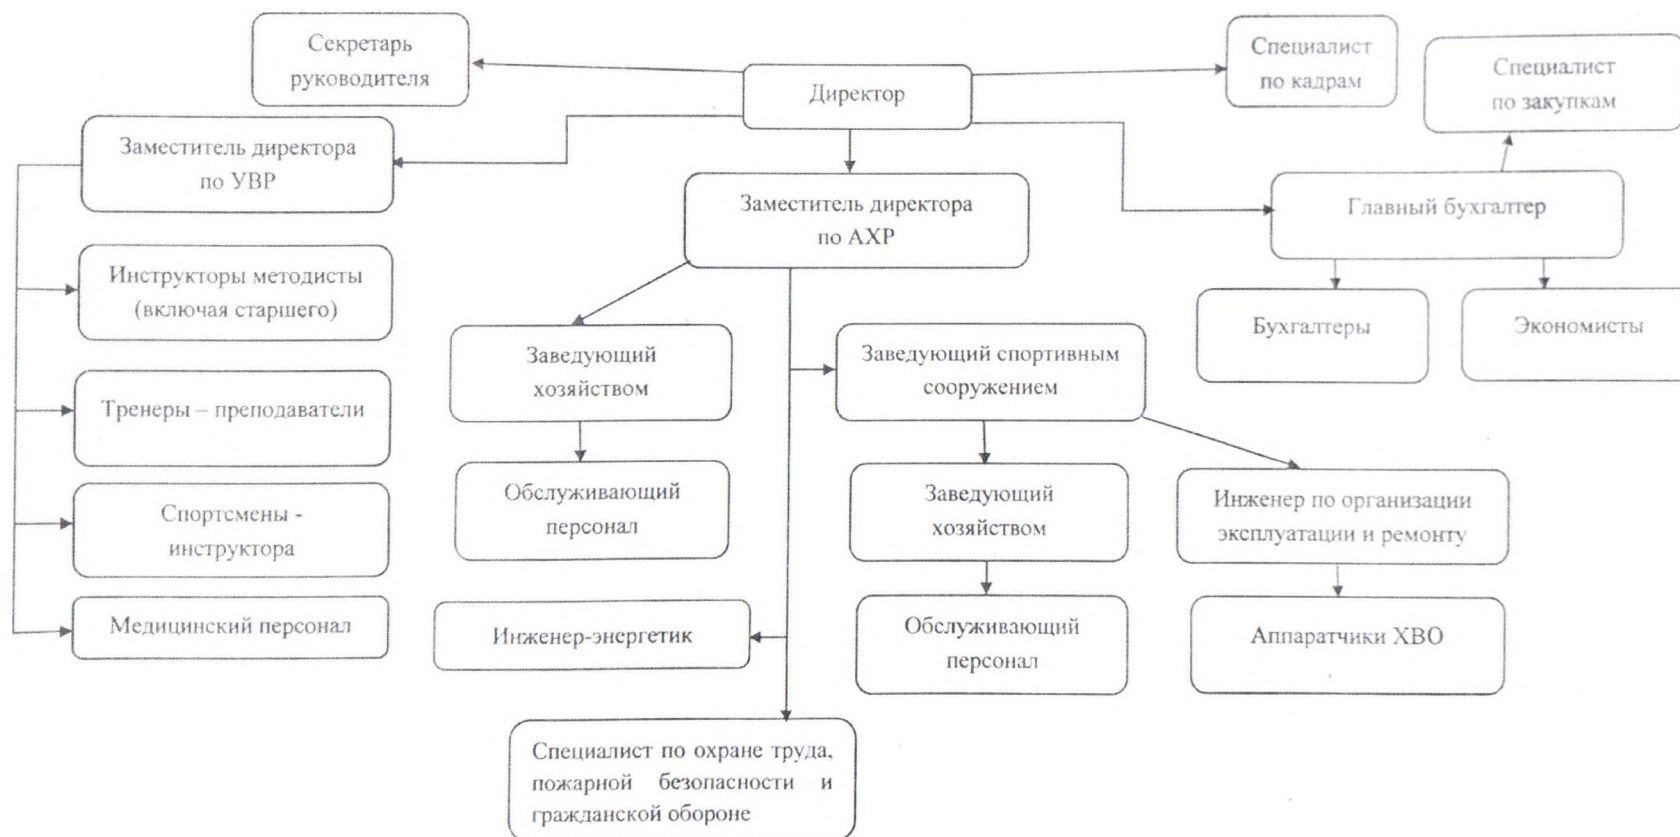 Секретарь
руководителя
Директор
Специалист
по кадрам
Специалист
по закупкам
Заместитель директора
по УВР
Заместитель директора
по АХР
Главный бухгалтер
Инструкторы методисты
(включая старшего)
Бухгалтеры
Экономисты
Заведующий
хозяйством
Заведующий спортивным
сооружением
Тренеры – преподаватели
Обслуживающий
персонал
Заведующий
хозяйством
Инженер по организации
эксплуатации и ремонту
Спортсмены -
инструктора
Медицинский персонал
Инженер-энергетик
Обслуживающий
персонал
Аппаратчики ХВО
Специалист по охране труда,
пожарной безопасности и
гражданской обороне